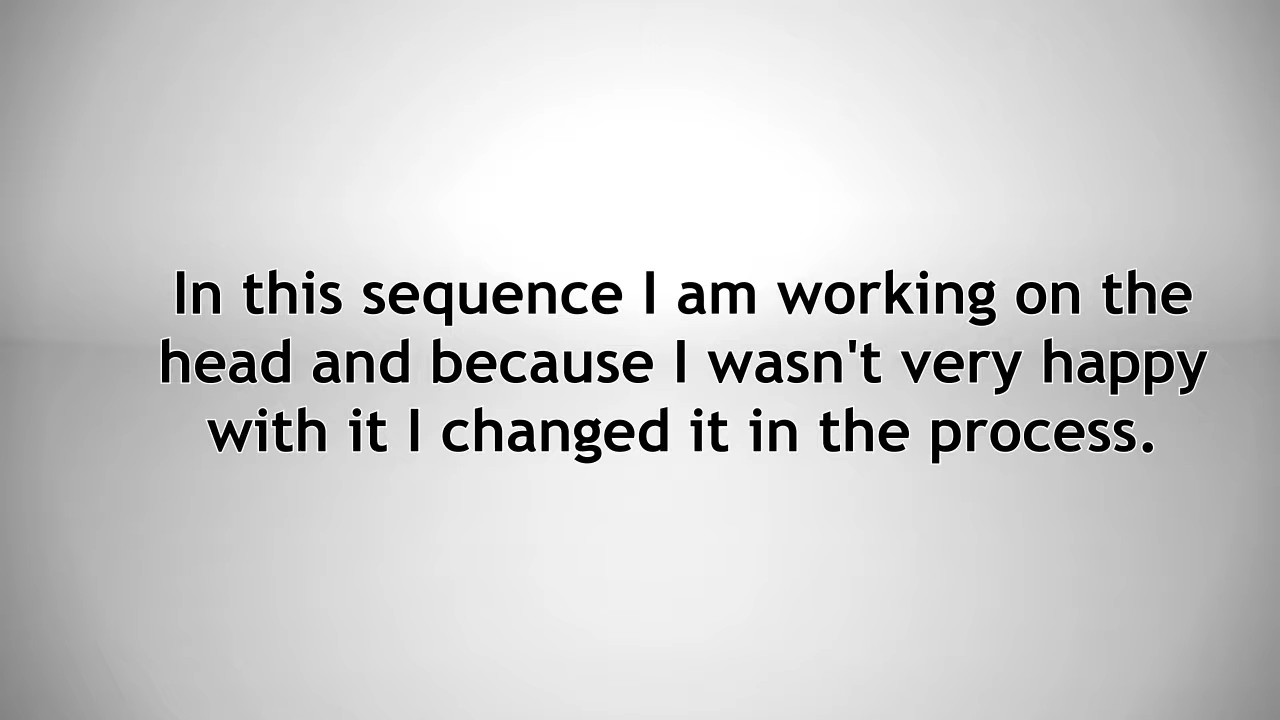 In this sequence I am working on the
head and because I wasn't very happy
with it I changed it in the process.